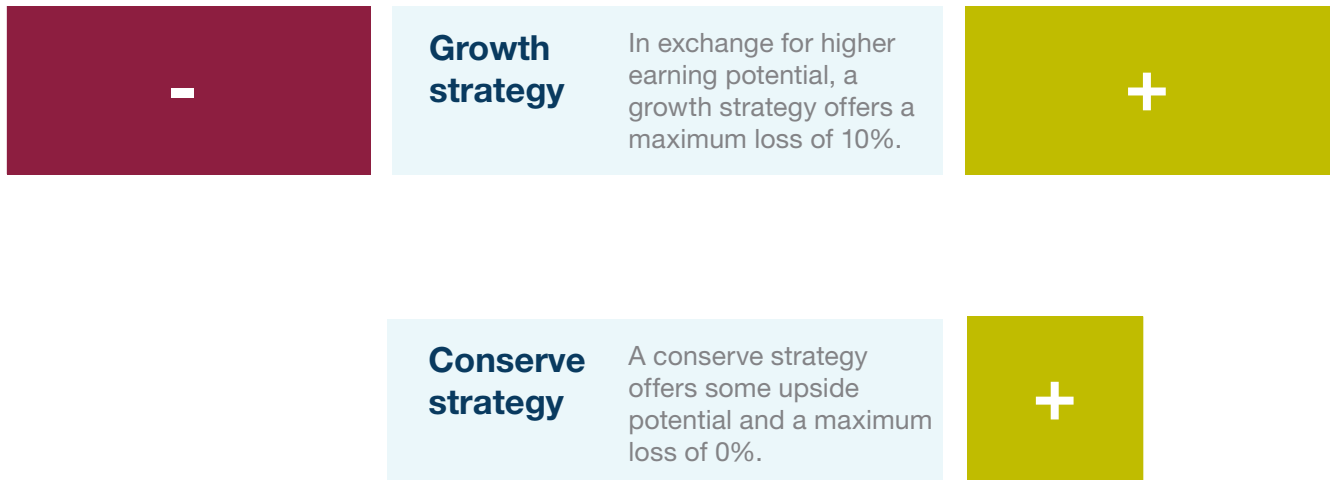 -
Growth
strategy
In exchange for higher
earning potential, a
growth strategy offers a
maximum loss of 10%.
+
Conserve
strategy
A conserve strategy
offers some upside
potential and a maximum
loss of 0%.
+